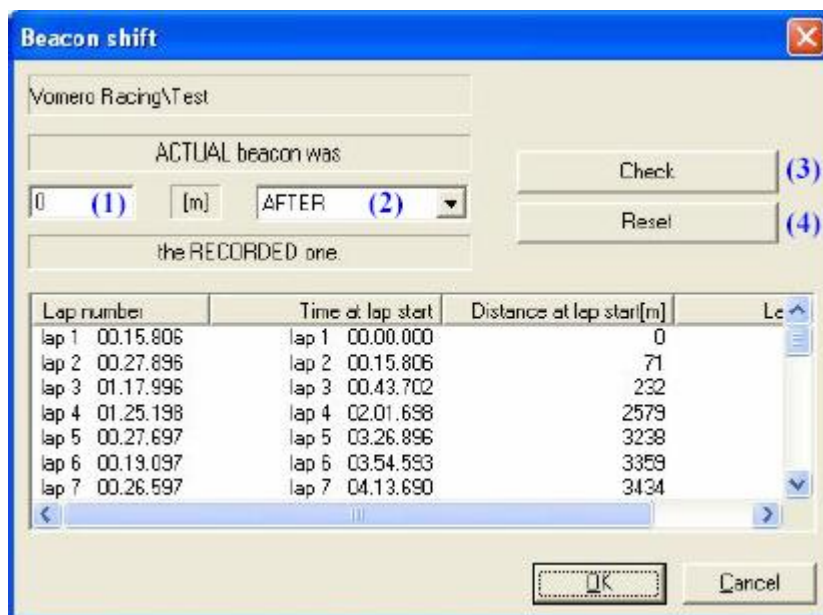 Beacon shift
Vomero Racing\Test
ACTUAL beacon was
0 (1) [m] AFTER (2)
Check (3)
Reset (4)
the RECORDED one.
Lap number Time at lap start Distance at lap start[m] La
lap 1 00.15.806 lap 1 00.00.000 0
lap 2 00.27.896 lap 2 00.15.806 71
lap 3 01.17.996 lap 3 00.43.702 232
lap 4 01.25.198 lap 4 02.01.698 2579
lap 5 00.27.697 lap 5 03.26.896 3238
lap 6 00.19.097 lap 6 03.54.593 3359
lap 7 00.26.597 lap 7 04.13.690 3434
OK Cancel